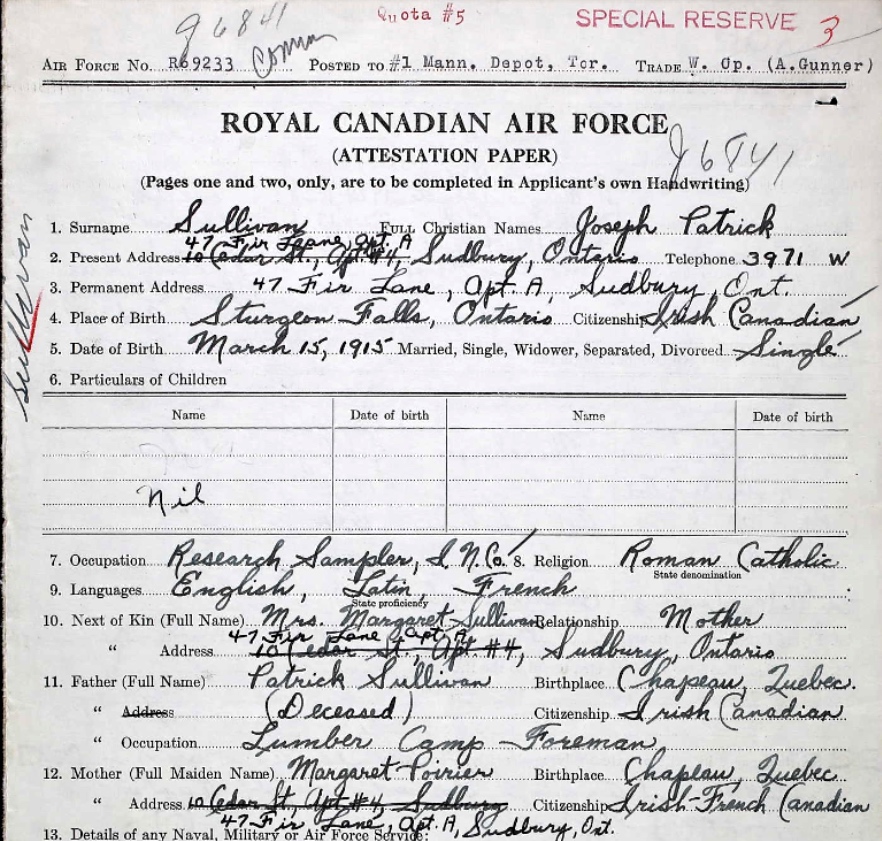 J6841 Quota #5 SPECIAL RESERVE 3
Comm
AIR FORCE NO. R69233 POSTED TO #1 Mann. Depot, Tor. TRADE W. Op. (A.Gunner)
ROYAL CANADIAN AIR FORCE
(ATTESTATION PAPER)
J6841
(Pages one and two, only, are to be completed in Applicant's own Handwriting)
Sullivan
1. Surname Sullivan FULL Christian Names Joseph Patrick
47 Fir Lane, Apt. A
2. Present Address 10 Cedar St., Apt #4, Sudbury, Ontario Telephone 3971 W
3. Permanent Address 47 Fir Lane, Apt. A, Sudbury, Ont.
4. Place of Birth Sturgeon Falls, Ontario Citizenship Irish Canadian
5. Date of Birth March 15, 1915 Married, Single, Widower, Separated, Divorced Single
6. Particulars of Children
Name Date of birth Name Date of birth
Nil
7. Occupation Research Sampler, I.N.Co. 8. Religion Roman Catholic
State denomination
9. Languages English, Latin, French
State proficiency
10. Next of Kin (Full Name) Mrs. Margaret Sullivan Relationship Mother
47 Fir Lane, Apt. A,
" Address 10 Cedar St., Apt #4, Sudbury, Ontario
11. Father (Full Name) Patrick Sullivan Birthplace Chapeau, Quebec.
" Address (Deceased) Citizenship Irish Canadian
" Occupation Lumber Camp Foreman
12. Mother (Full Maiden Name) Margaret Poirier Birthplace Chapeau, Quebec
" Address 10 Cedar St, Apt #4, Sudbury Citizenship Irish-French Canadian
47 Fir Lane, Apt. A, Sudbury, Ont.
13. Details of any Naval, Military or Air Force Service: